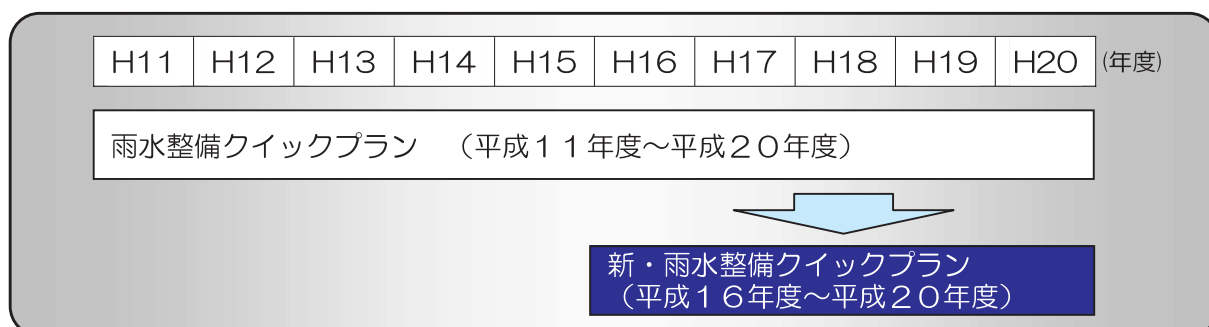 H11 H12 H13 H14 H15 H16 H17 H18 H19 H20 (年度)
雨水整備クイックプラン　（平成１１年度～平成２０年度）
新・雨水整備クイックプラン
（平成１６年度～平成２０年度）